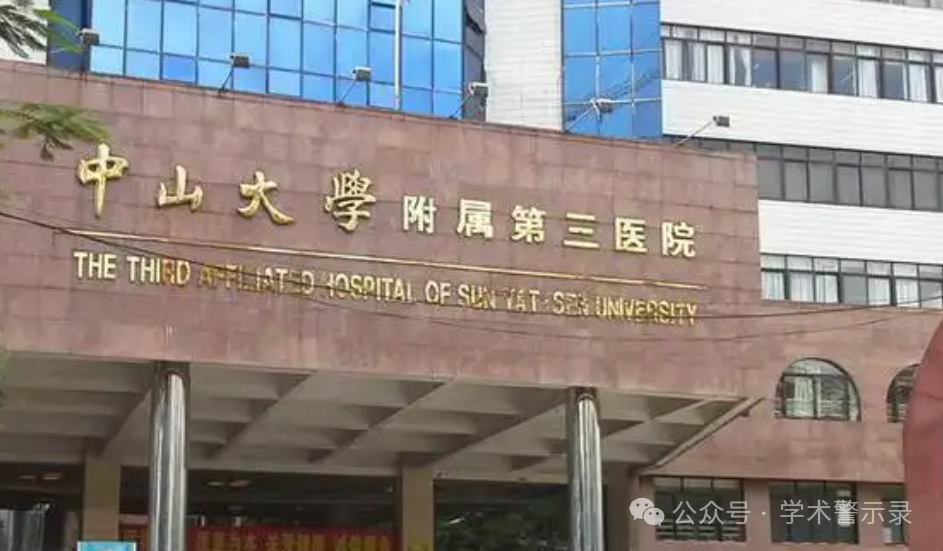 中山大學附属第三医院
THE THIRD AFFILIATED HOSPITAL OF SUN YAT-SEN UNIVERSITY
公众号·学术警示录